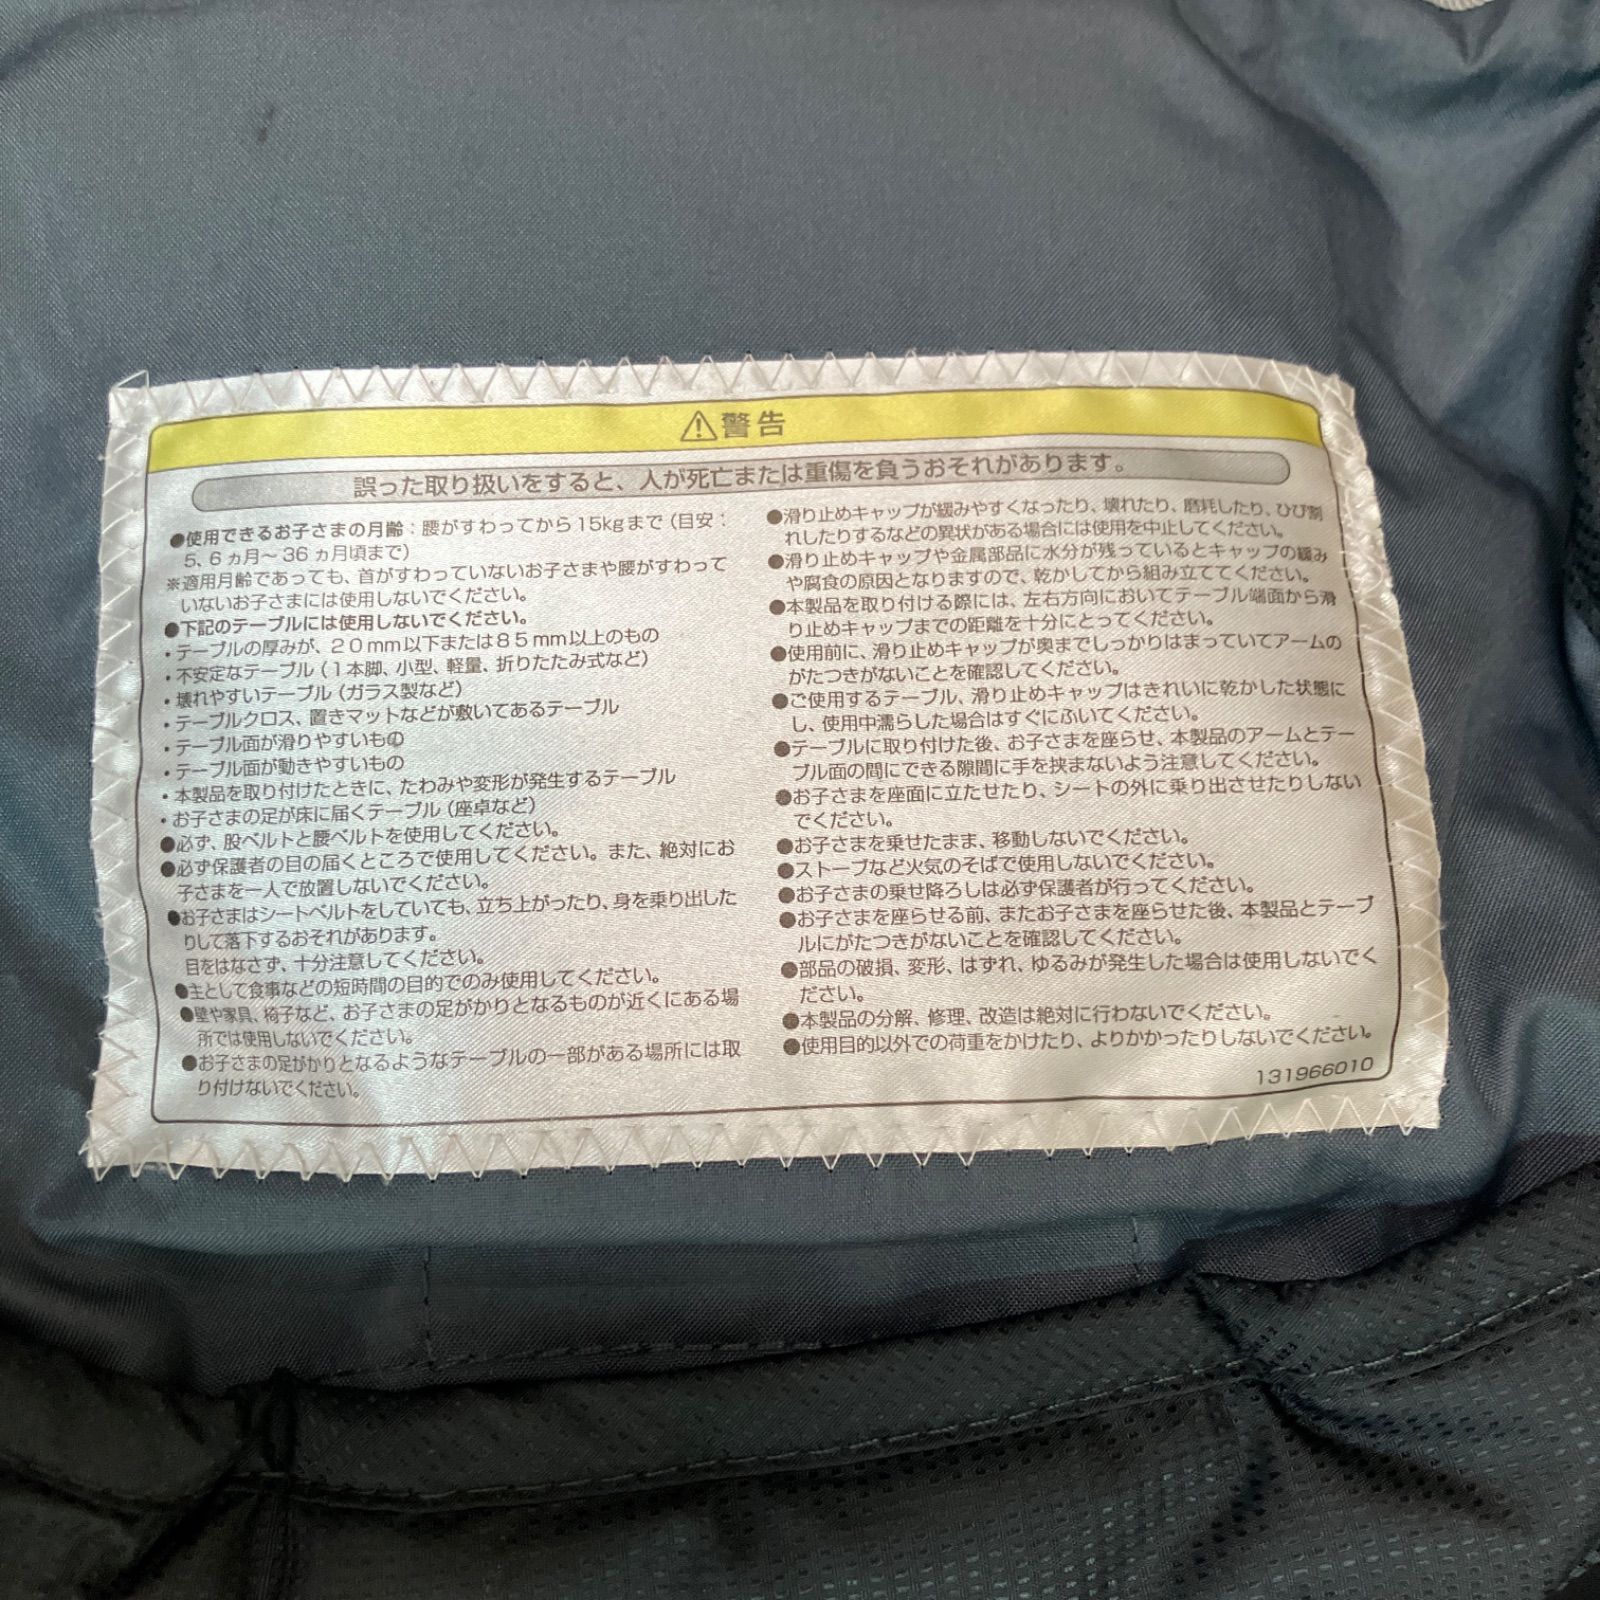 ⚠警告
誤った取り扱いをすると、人が死亡または重傷を負うおそれがあります。
●使用できるお子さまの月齢：腰がすわってから15kgまで（目安：
5、6ヵ月～36ヵ月頃まで）
※適用月齢であっても、首がすわっていないお子さまや腰がすわって
いないお子さまには使用しないでください。
●下記のテーブルには使用しないでください。
・テーブルの厚みが、20mm以下または85mm以上のもの
・不安定なテーブル（1本脚、小型、軽量、折りたたみ式など）
・壊れやすいテーブル（ガラス製など）
・テーブルクロス、置きマットなどが敷いてあるテーブル
・テーブル面が滑りやすいもの
・テーブル面が動きやすいもの
・本製品を取り付けたときに、たわみや変形が発生するテーブル
・お子さまの足が床に届くテーブル（座卓など）
●必ず、股ベルトと腰ベルトを使用してください。
●必ず保護者の目の届くところで使用してください。また、絶対にお
子さまを一人で放置しないでください。
●お子さまはシートベルトをしていても、立ち上がったり、身を乗り出した
りして落下するおそれがあります。
目をはなさず、十分注意してください。
●主として食事などの短時間の目的でのみ使用してください。
●壁や家具、椅子など、お子さまの足がかりとなるものが近くにある場
所では使用しないでください。
●お子さまの足がかりとなるようなテーブルの一部がある場所には取
り付けないでください。
●滑り止めキャップが緩みやすくなったり、壊れたり、磨耗したり、ひび割
れしたりするなどの異状がある場合には使用を中止してください。
●滑り止めキャップや金属部品に水分が残っているとキャップの緩み
や腐食の原因となりますので、乾かしてから組み立ててください。
●本製品を取り付ける際には、左右方向においてテーブル端面から滑
り止めキャップまでの距離を十分にとってください。
●使用前に、滑り止めキャップが奥までしっかりはまっていてアームの
がたつきがないことを確認してください。
●ご使用するテーブル、滑り止めキャップはきれいに乾かした状態に
し、使用中濡らした場合はすぐにふいてください。
●テーブルに取り付けた後、お子さまを座らせ、本製品のアームとテー
ブル面の間にできる隙間に手を挟まないよう注意してください。
●お子さまを座面に立たせたり、シートの外に乗り出させたりしない
でください。
●お子さまを乗せたまま、移動しないでください。
●ストーブなど火気のそばで使用しないでください。
●お子さまの乗せ降ろしは必ず保護者が行ってください。
●お子さまを座らせる前、またお子さまを座らせた後、本製品とテーブ
ルにがたつきがないことを確認してください。
●部品の破損、変形、はずれ、ゆるみが発生した場合は使用しないでく
ださい。
●本製品の分解、修理、改造は絶対に行わないでください。
●使用目的以外での荷重をかけたり、よりかかったりしないでください。
131966010